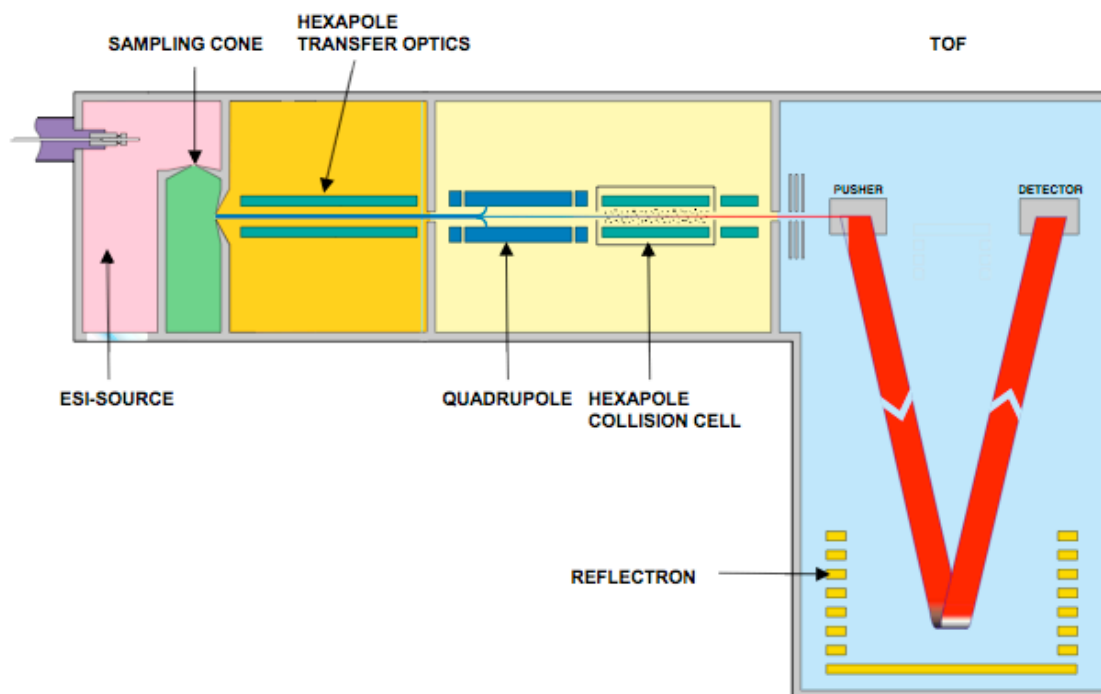 HEXAPOLE
TRANSFER OPTICS
SAMPLING CONE
TOF
PUSHER
DETECTOR
ESI-SOURCE
QUADRUPOLE
HEXAPOLE
COLLISION CELL
REFLECTRON